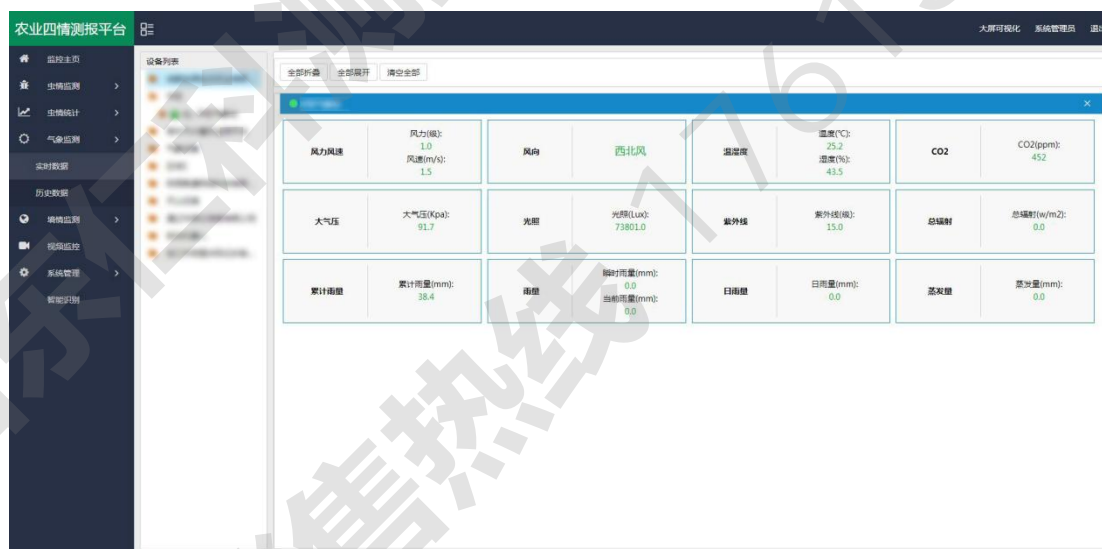 农业四情测报平台
大屏可视化 系统管理员
监控主页
虫情监测
虫情统计
气象监测
实时数据
历史数据
墒情监测
视频监控
系统管理
智能识别
设备列表
全部折叠 全部展开 清空全部
风力风速
风力(级):
1.0
风速(m/s):
1.5
风向
西北风
温湿度
温度(℃):
25.2
湿度(%):
43.5
CO2
CO2(ppm):
452
大气压
大气压(Kpa):
91.7
光照
光照(Lux):
73801.0
紫外线
紫外线(级):
15.0
总辐射
总辐射(w/m2):
0.0
累计雨量
累计雨量(mm):
38.4
雨量
瞬时雨量(mm):
0.0
当前雨量(mm):
0.0
日雨量
日雨量(mm):
0.0
蒸发量
蒸发量(mm):
0.0
东仁科测
售热线 1761